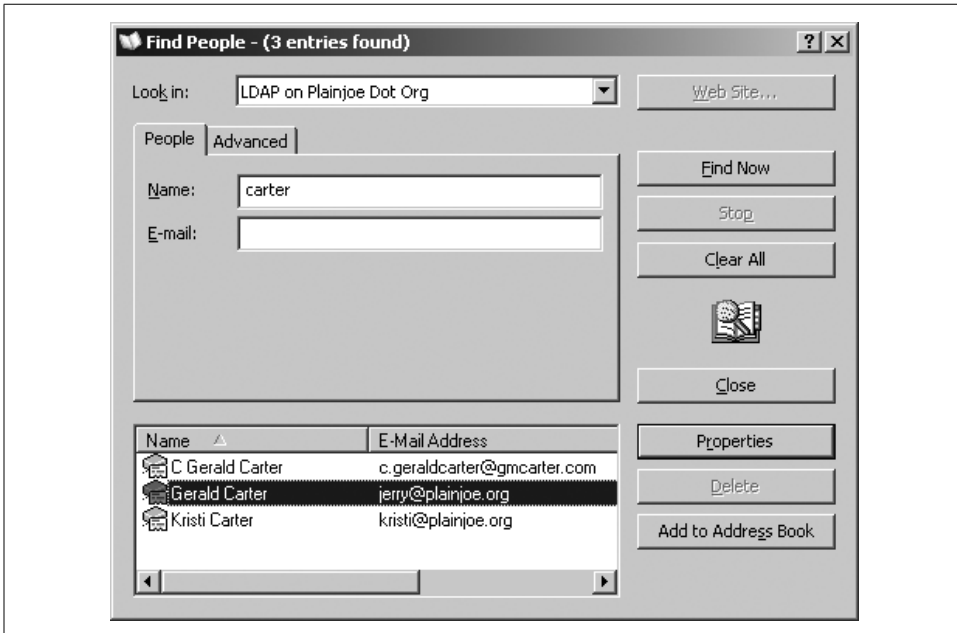 Find People - (3 entries found)
Look in: LDAP on Plainjoe Dot Org
Web Site...
People Advanced
Name: carter
E-mail:
Find Now
Stop
Clear All
Close
Name E-Mail Address
C Gerald Carter c.geraldcarter@gmcarter.com
Gerald Carter jerry@plainjoe.org
Kristi Carter kristi@plainjoe.org
Properties
Delete
Add to Address Book